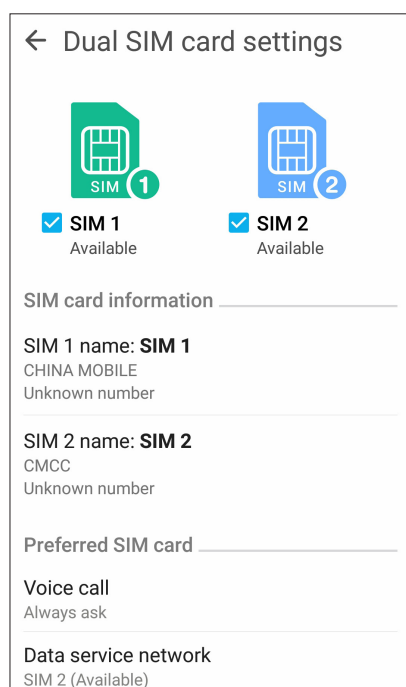 Dual SIM card settings
SIM 1
SIM 2
SIM 1
SIM 2
Available
Available
SIM card information
SIM 1 name: SIM 1
CHINA MOBILE
Unknown number
SIM 2 name: SIM 2
CMCC
Unknown number
Preferred SIM card
Voice call
Always ask
Data service network
SIM 2 (Available)